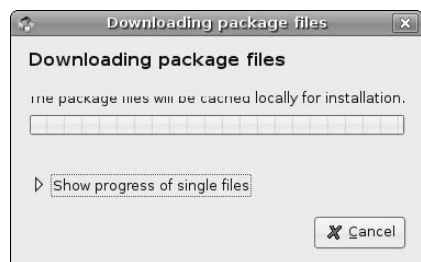 Downloading package files
Downloading package files
The package files will be cached locally for installation.
Show progress of single files
Cancel